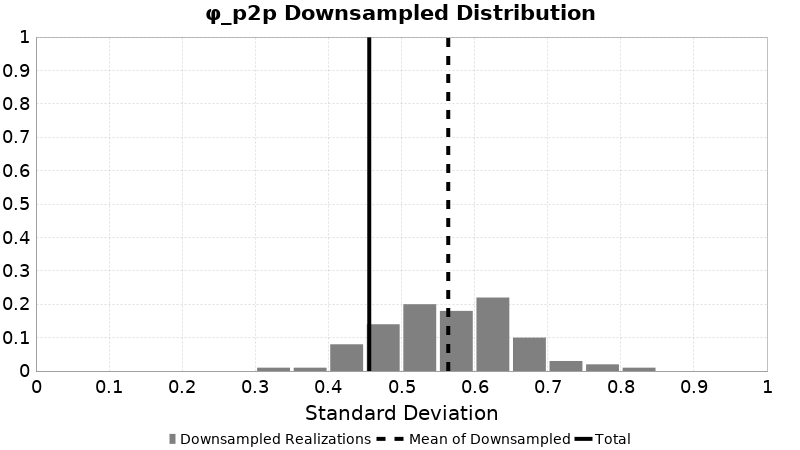 φ_p2p Downsampled Distribution
1
0.9
0.8
0.7
0.6
0.5
0.4
0.3
0.2
0.1
0
0 0.1 0.2 0.3 0.4 0.5 0.6 0.7 0.8 0.9 1
Standard Deviation
Downsampled Realizations Mean of Downsampled Total